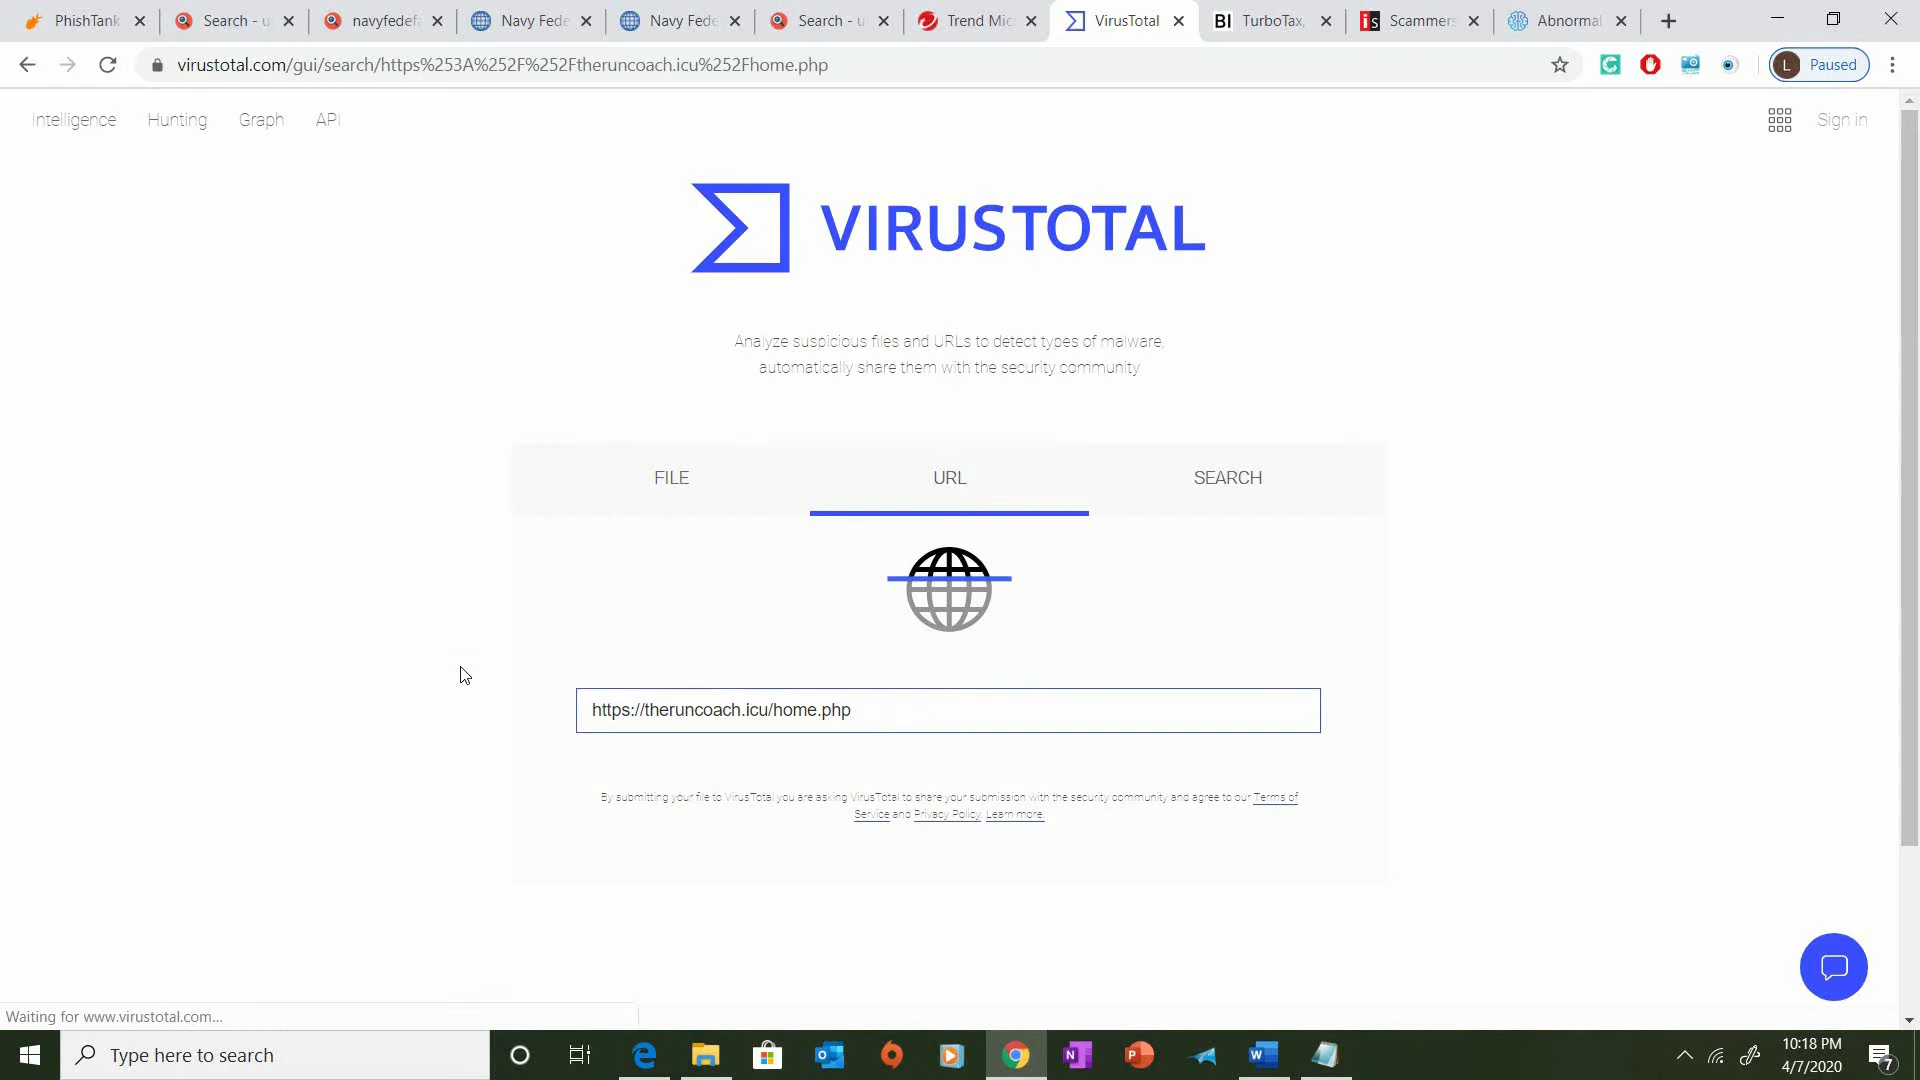 PhishTank
Search - u
navyfedefa
Navy Fede
Navy Fede
Search - u
Trend Mic
VirusTotal
BI TurboTax,
is Scammers
Abnormal
virustotal.com/gui/search/https%253A%252F%252Ftheruncoach.icu%252Fhome.php
L Paused
Intelligence Hunting Graph API
Sign in
VIRUSTOTAL
Analyze suspicious files and URLs to detect types of malware,
automatically share them with the security community
FILE URL SEARCH
https://theruncoach.icu/home.php
By submitting your file to VirusTotal you are asking VirusTotal to share your submission with the security community and agree to our Terms of
Service and Privacy Policy. Learn more.
Waiting for www.virustotal.com...
Type here to search
10:18 PM
4/7/2020
7